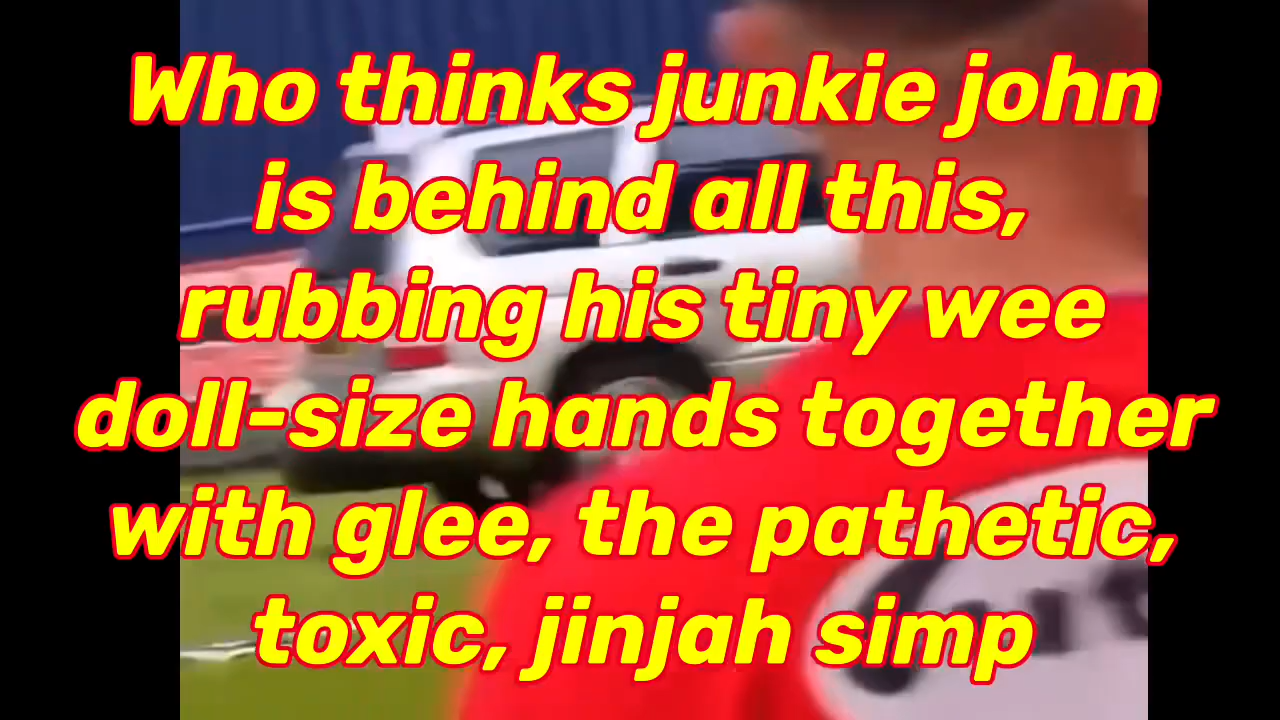 Who thinks junkie john
is behind all this,
rubbing his tiny wee
doll-size hands together
with glee, the pathetic,
toxic, jinjah simp